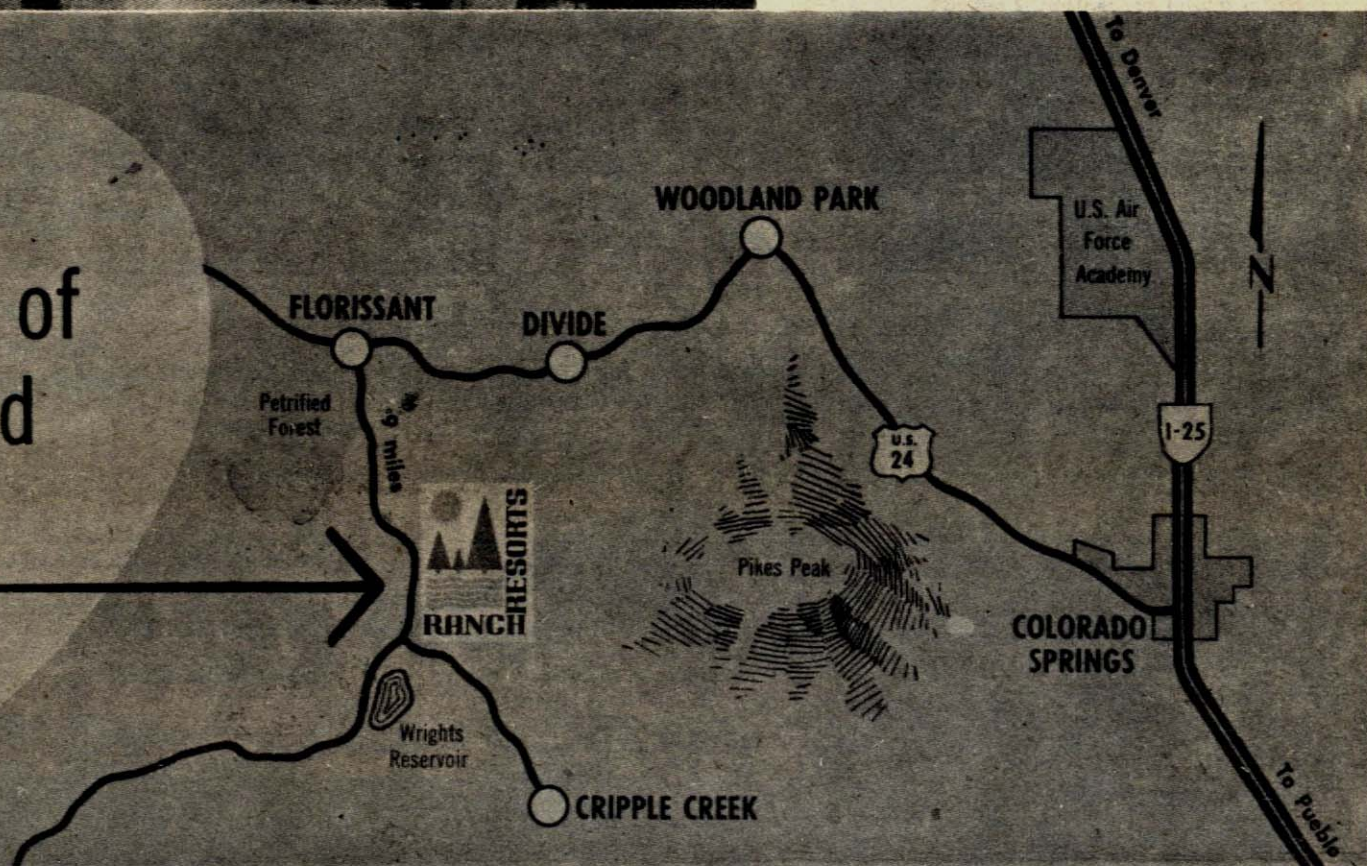 of
d
To Denver
WOODLAND PARK
U.S. Air
Force
Academy
N
FLORISSANT
DIVIDE
Petrified
Forest
.9 miles
U.S.
24
I-25
RANCH
RESORTS
Pikes Peak
COLORADO
SPRINGS
Wrights
Reservoir
CRIPPLE CREEK
To Pueblo